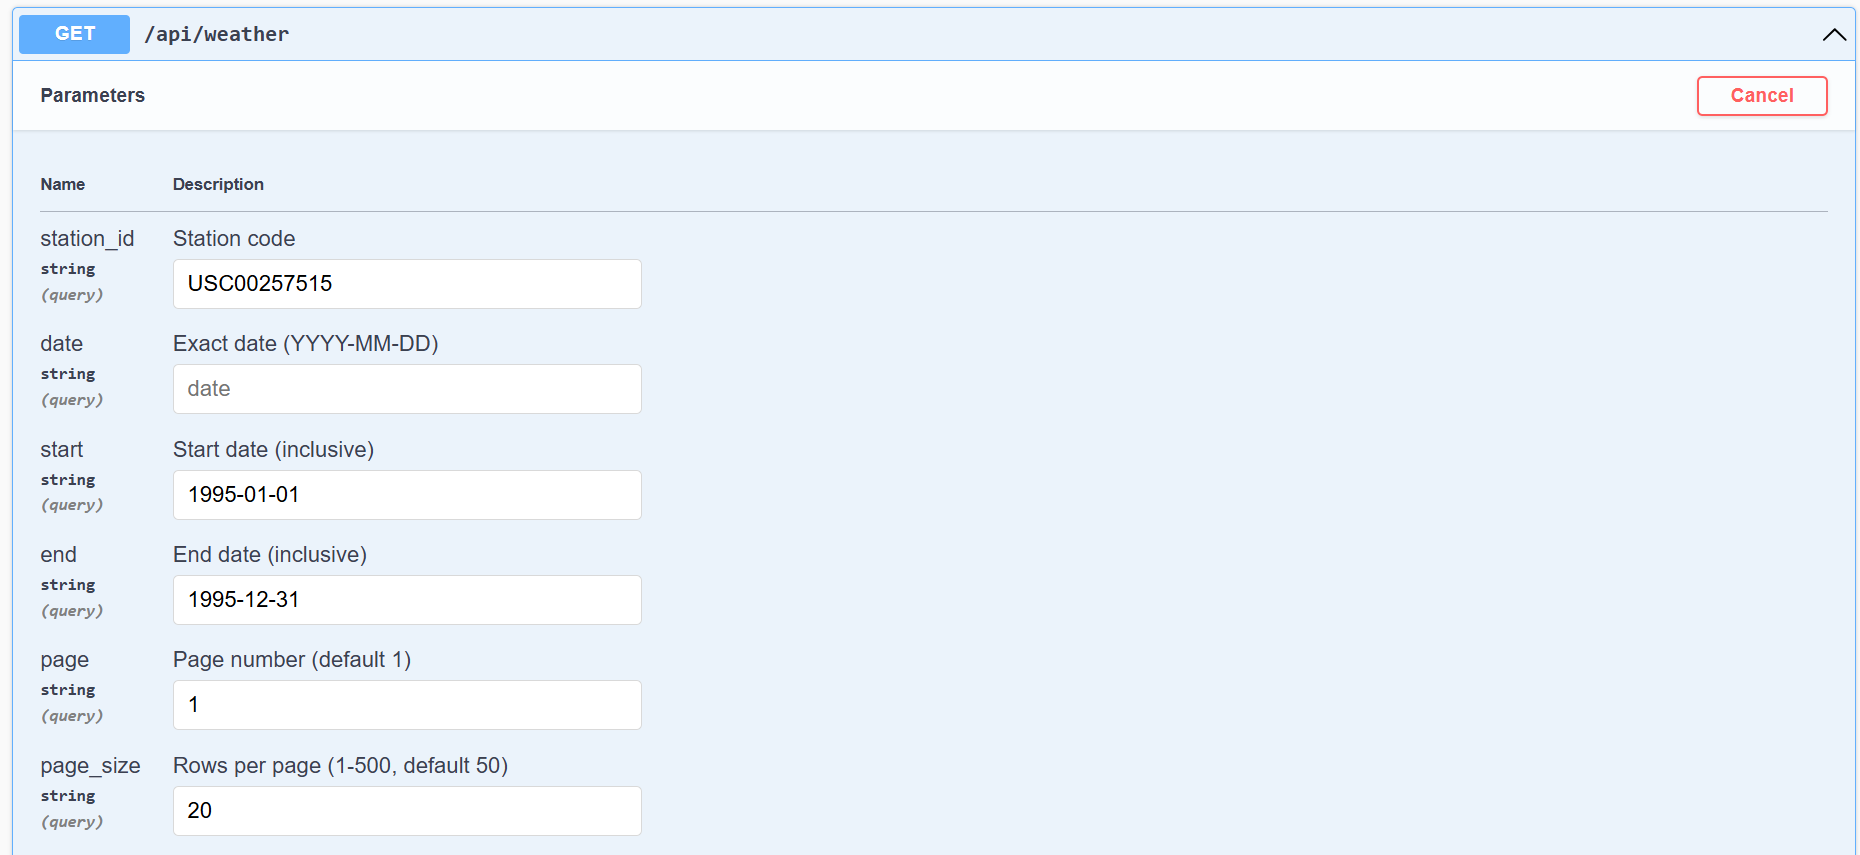 GET /api/weather
Parameters
Cancel
Name Description
station_id Station code
string
(query)
USC00257515
date Exact date (YYYY-MM-DD)
string
(query)
date
start Start date (inclusive)
string
(query)
1995-01-01
end End date (inclusive)
string
(query)
1995-12-31
page Page number (default 1)
string
(query)
1
page_size Rows per page (1-500, default 50)
string
(query)
20